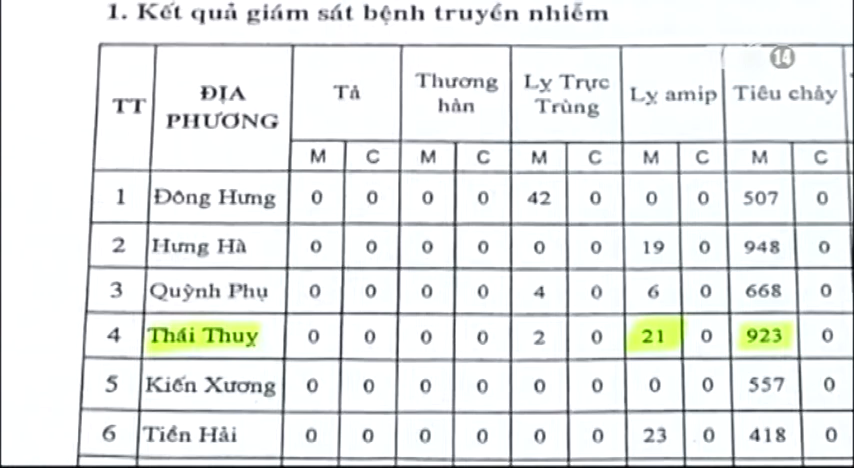 1. Kết quả giám sát bệnh truyền nhiễm
14
TT ĐỊA PHƯƠNG Tả Thương hàn Lỵ Trực Trùng Lỵ amip Tiêu chảy
M C M C M C M C M C
1 Đông Hưng 0 0 0 0 42 0 0 0 507 0
2 Hưng Hà 0 0 0 0 0 0 19 0 948 0
3 Quỳnh Phụ 0 0 0 0 4 0 6 0 668 0
4 Thái Thuỵ 0 0 0 0 2 0 21 0 923 0
5 Kiến Xương 0 0 0 0 0 0 0 0 557 0
6 Tiền Hải 0 0 0 0 0 0 23 0 418 0